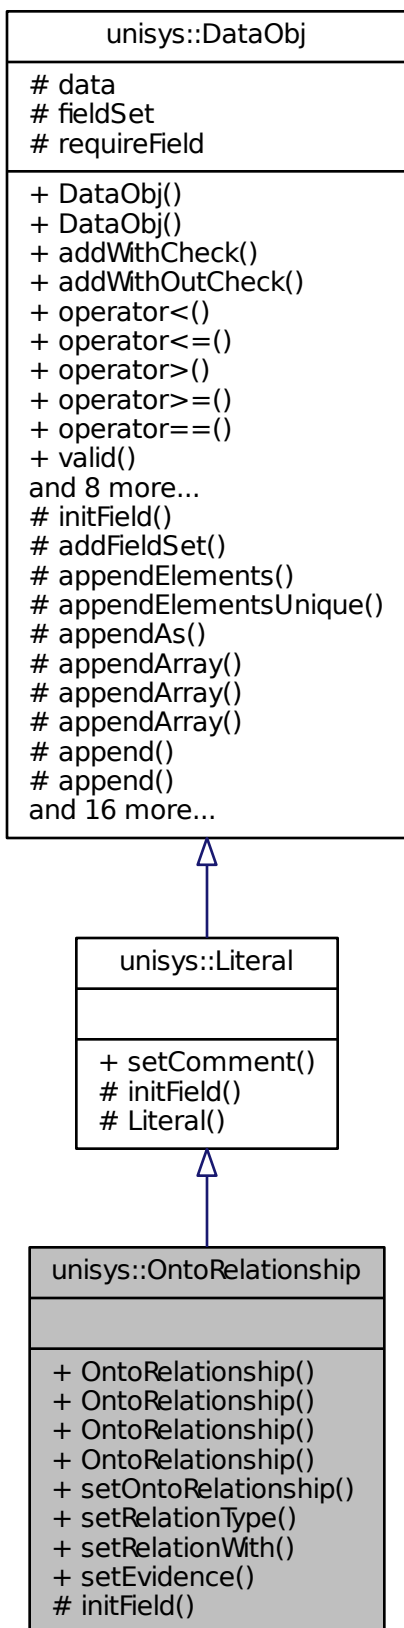 unisys::DataObj
# data
# fieldSet
# requireField
+ DataObj()
+ DataObj()
+ addWithCheck()
+ addWithOutCheck()
+ operator<()
+ operator<=()
+ operator>()
+ operator>=()
+ operator==()
+ valid()
and 8 more...
# initField()
# addFieldSet()
# appendElements()
# appendElementsUnique()
# appendAs()
# appendArray()
# appendArray()
# appendArray()
# append()
# append()
and 16 more...
unisys::Literal
+ setComment()
# initField()
# Literal()
unisys::OntoRelationship
+ OntoRelationship()
+ OntoRelationship()
+ OntoRelationship()
+ OntoRelationship()
+ setOntoRelationship()
+ setRelationType()
+ setRelationWith()
+ setEvidence()
# initField()